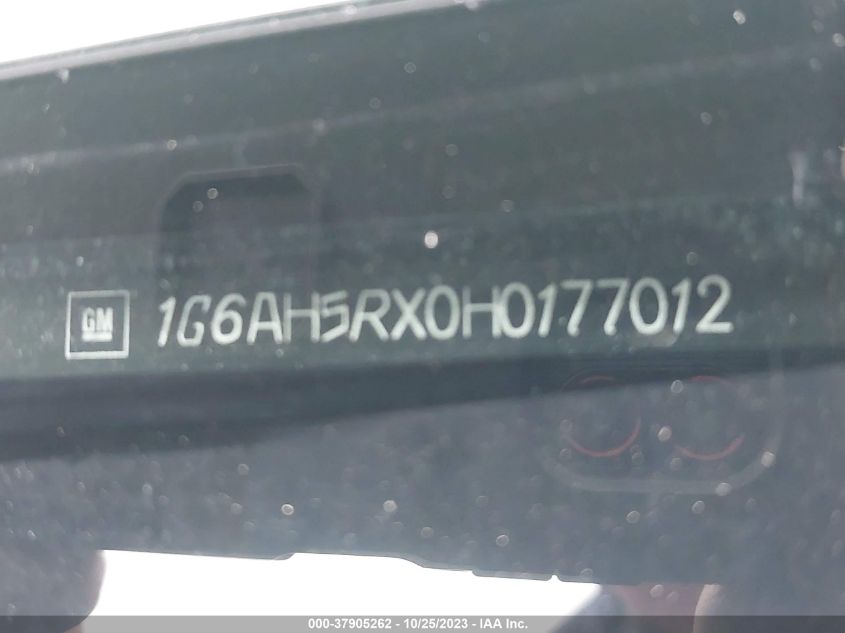 GM 1G6AH5RX0H0177012
000-37905262 - 10/25/2023 - IAA Inc.